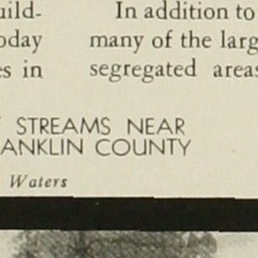 uild-
oday
es in
In addition to
many of the larg
segregated areas
STREAMS NEAR
ANKLIN COUNTY
Waters